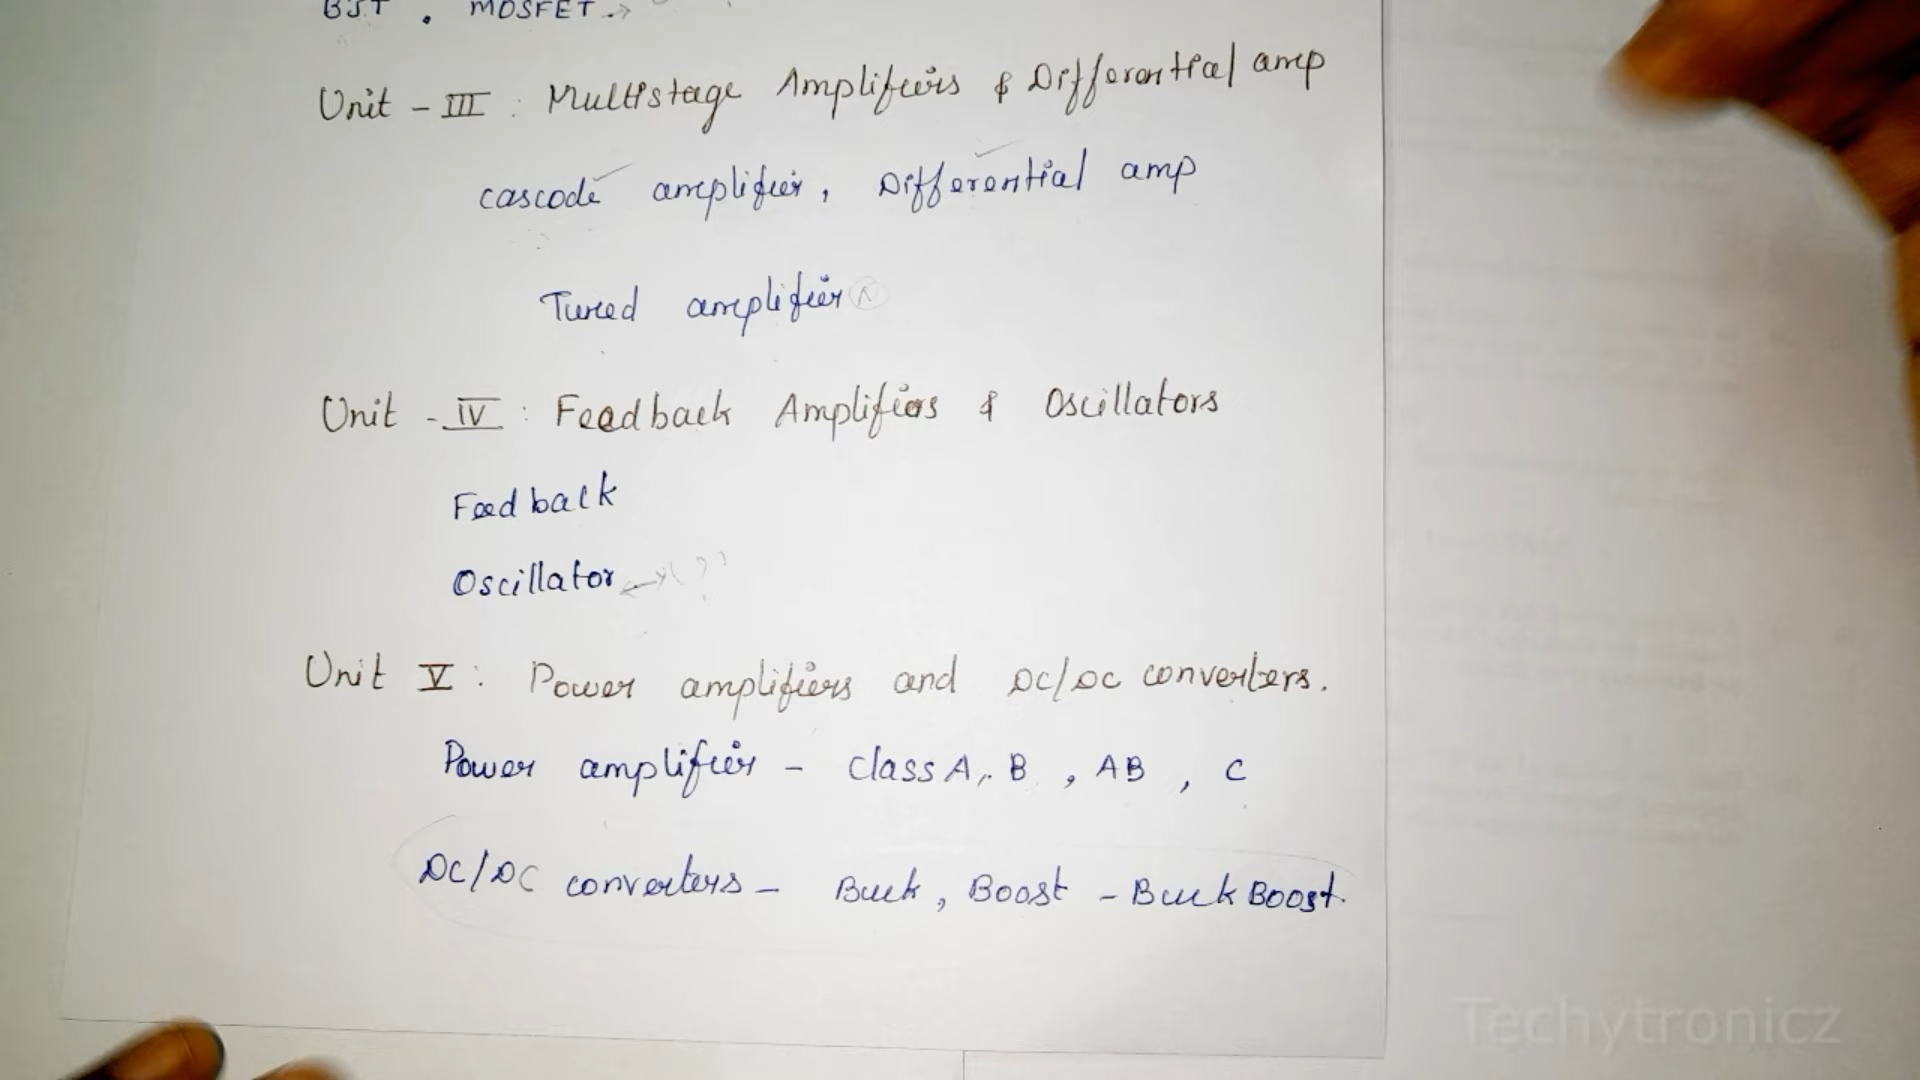 BJT , MOSFET →
Unit - III : Multistage Amplifiers & Differential amp
cascode amplifier, Differential amp
Tuned amplifier
Unit - IV : Feedback Amplifiers & Oscillators
Feedback
Oscillator
Unit V : Power amplifiers and DC/DC converters.
Power amplifier - class A, B , AB , C
DC/DC converters - Buck, Boost - Buck Boost.
Techytronicz